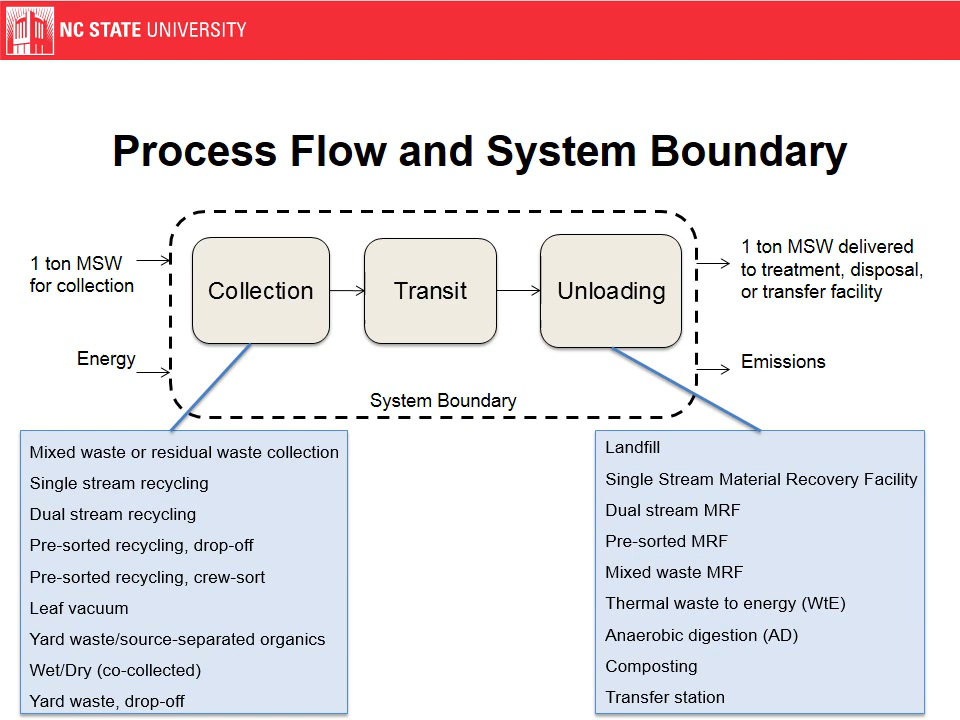 NC STATE UNIVERSITY
Process Flow and System Boundary
1 ton MSW
for collection
Energy
Collection
Transit
Unloading
System Boundary
1 ton MSW delivered
to treatment, disposal,
or transfer facility
Emissions
Mixed waste or residual waste collection
Single stream recycling
Dual stream recycling
Pre-sorted recycling, drop-off
Pre-sorted recycling, crew-sort
Leaf vacuum
Yard waste/source-separated organics
Wet/Dry (co-collected)
Yard waste, drop-off
Landfill
Single Stream Material Recovery Facility
Dual stream MRF
Pre-sorted MRF
Mixed waste MRF
Thermal waste to energy (WtE)
Anaerobic digestion (AD)
Composting
Transfer station